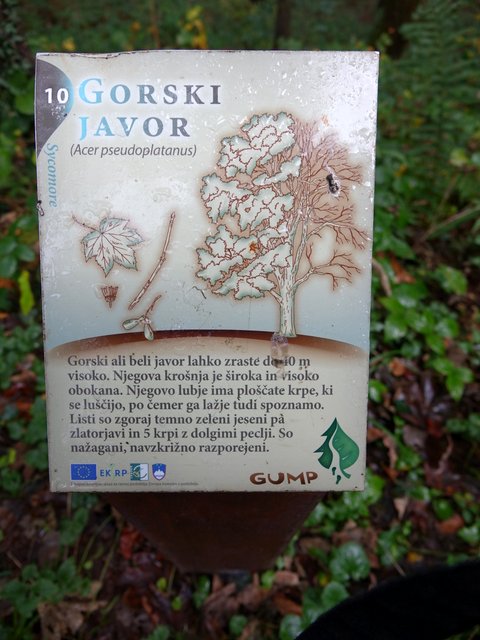 10 GORSKI
JAVOR
(Acer pseudoplatanus)
Sycomore
Gorski ali beli javor lahko zraste do 40 m
visoko. Njegova krošnja je široka in visoko
obokana. Njegovo lubje ima ploščate krpe, ki
se luščijo, po čemer ga lažje tudi spoznamo.
Listi so zgoraj temno zeleni jeseni pa
zlatorjavi in 5 krpi z dolgimi peclji. So
nažagani, navzkrižno razporejeni.
EK RP
GUMP